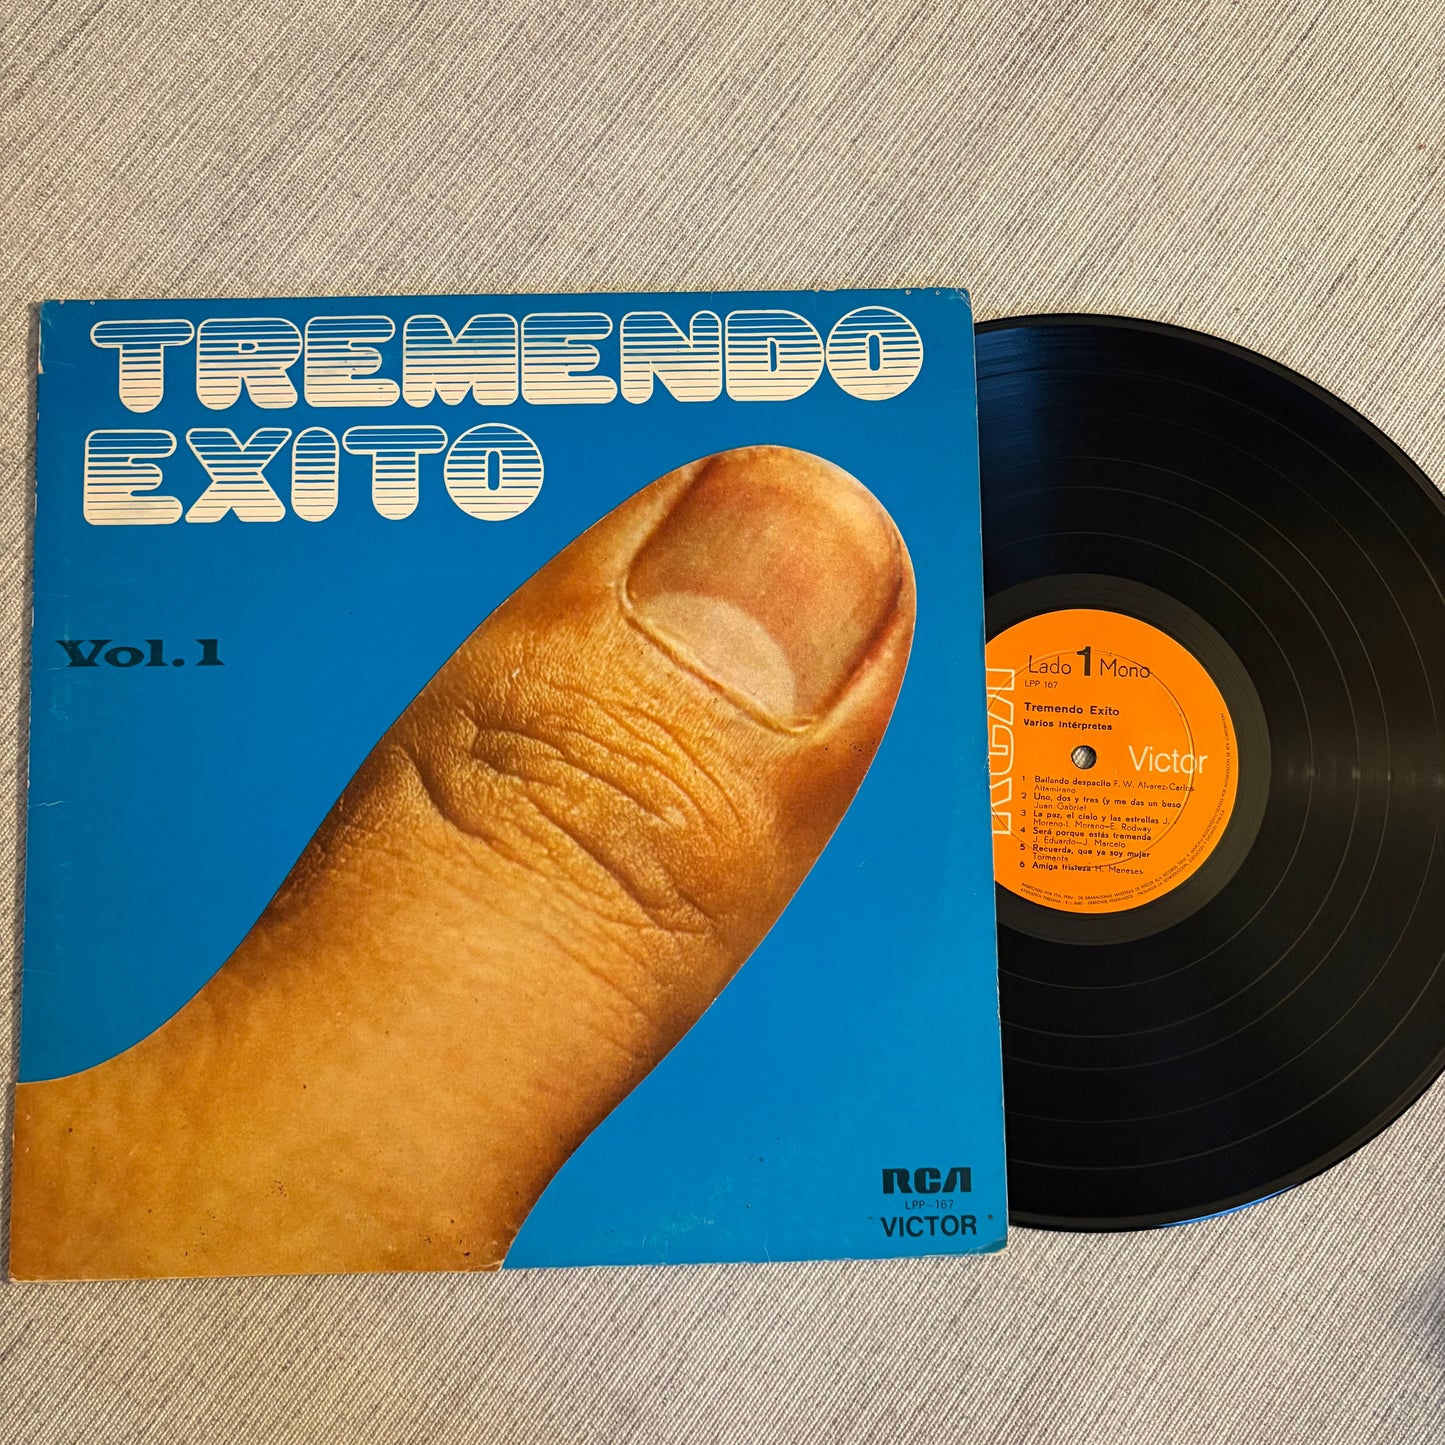 TREMENDO
EXITO
Vol.1
RCA
LPP-167
VICTOR
RCA
Lado 1 Mono
LPP 167
Tremendo Exito
Varios intérpretes
Victor
1 Bailando despacito F. W. Alvarez-Carlos
Altamirano
2 Uno, dos y tres (y me das un beso
Juan Gabriel
3 La paz, el cielo y las estrellas J.
Moreno-I. Moreno-E. Rodway
4 Será porque estás tremenda
J. Eduardo-J. Marcelo
5 Recuerda, que ya soy mujer
Tormenta
6 Amiga tristeza H. Meneses